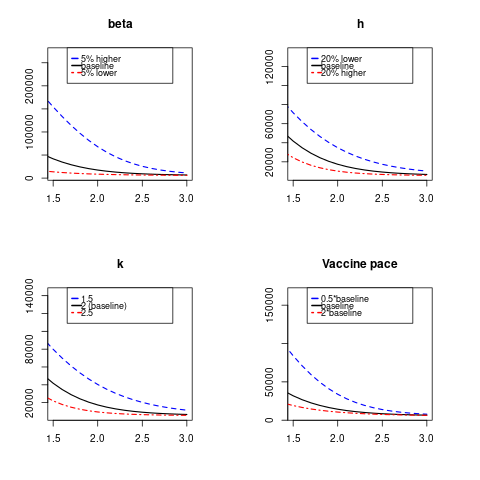 beta
5% higher
baseline
5% lower
0
100000
200000
1.5
2.0
2.5
3.0
h
20% lower
baseline
20% higher
20000
60000
120000
1.5
2.0
2.5
3.0
k
1.5
2 (baseline)
2.5
20000
80000
140000
1.5
2.0
2.5
3.0
Vaccine pace
0.5*baseline
baseline
2*baseline
0
50000
150000
1.5
2.0
2.5
3.0